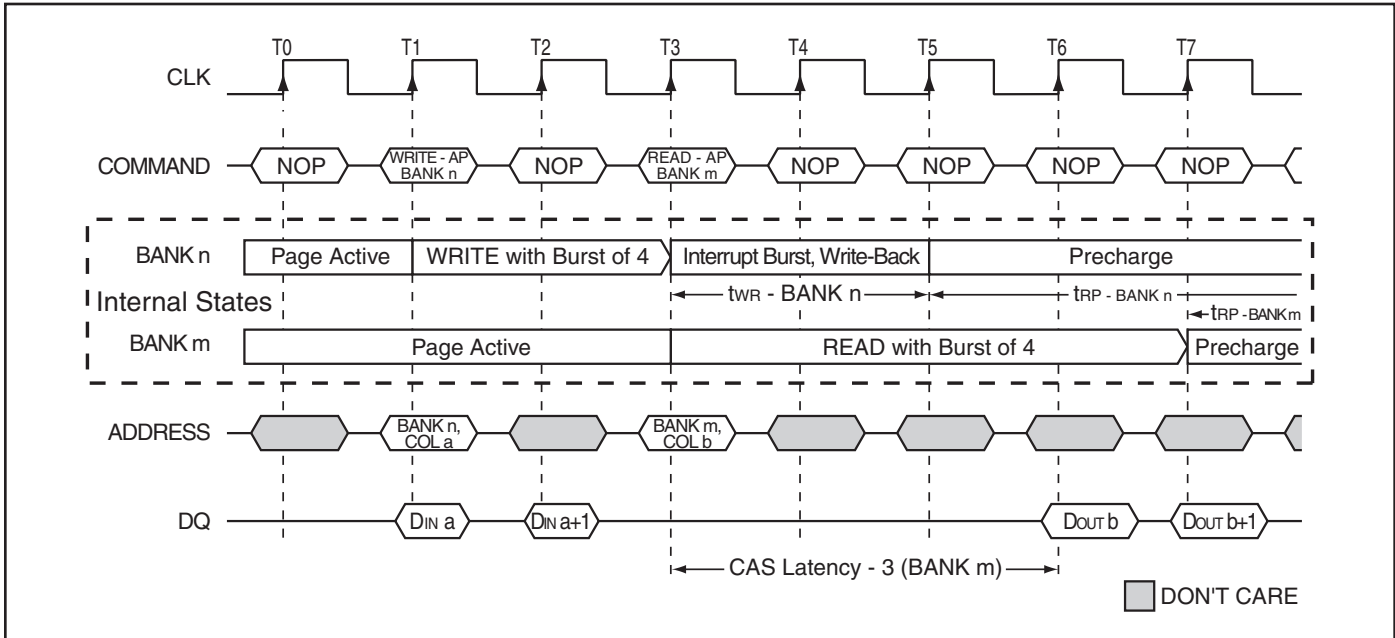 T0 T1 T2 T3 T4 T5 T6 T7
CLK
COMMAND NOP WRITE - AP BANK n NOP READ - AP BANK m NOP NOP NOP NOP
BANK n Page Active WRITE with Burst of 4 Interrupt Burst, Write-Back Precharge
Internal States tWR - BANK n tRP - BANK n
tRP - BANK m
BANK m Page Active READ with Burst of 4 Precharge
ADDRESS BANK n, COL a BANK m, COL b
DQ DIN a DIN a+1 DOUT b DOUT b+1
CAS Latency - 3 (BANK m)
DON'T CARE